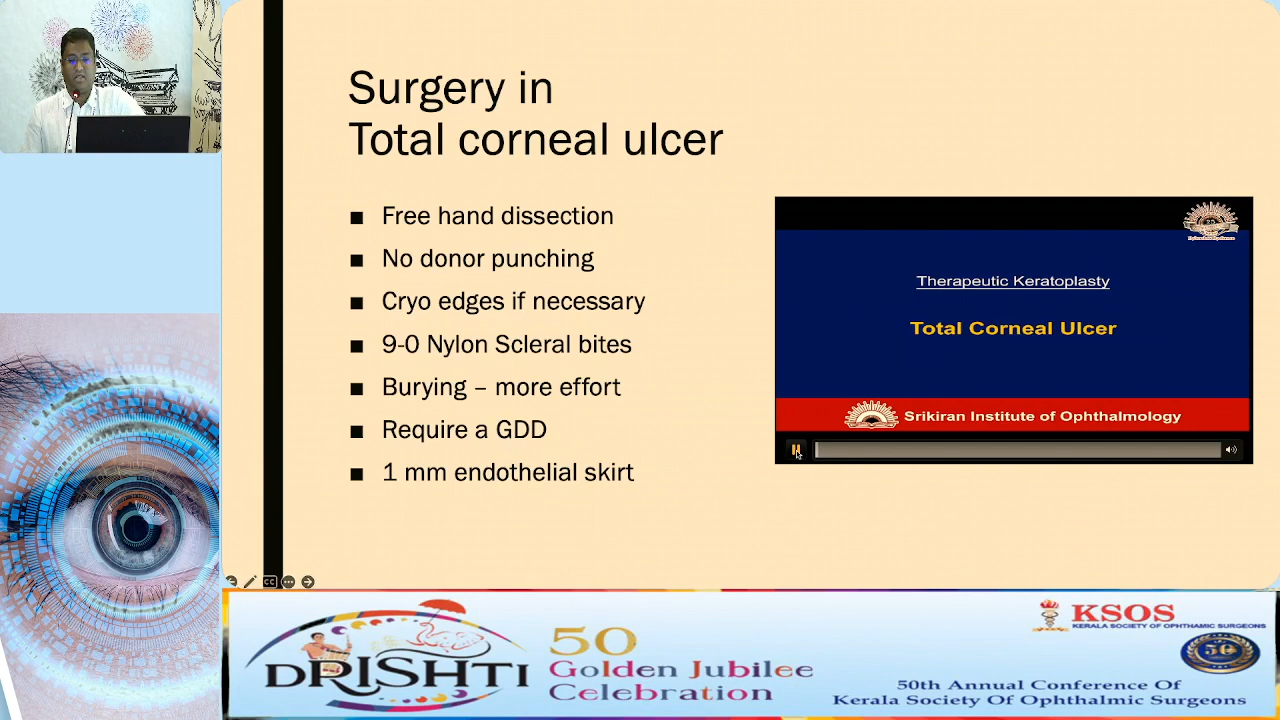 Surgery in
Total corneal ulcer
■ Free hand dissection
■ No donor punching
■ Cryo edges if necessary
■ 9-0 Nylon Scleral bites
■ Burying – more effort
■ Require a GDD
■ 1 mm endothelial skirt
Therapeutic Keratoplasty
Total Corneal Ulcer
Srikiran Institute of Ophthalmology
CC
DRISHTI
50
Golden Jubilee
Celebration
KSOS
KERALA SOCIETY OF OPHTHAMIC SURGEONS
50
50th Annual Conference Of
Kerala Society Of Ophthalmic Surgeons